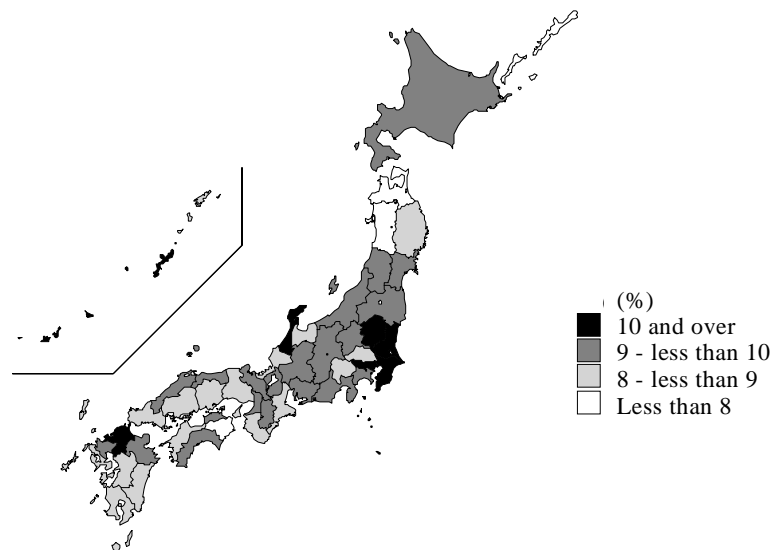 (%)
10 and over
9 - less than 10
8 - less than 9
Less than 8